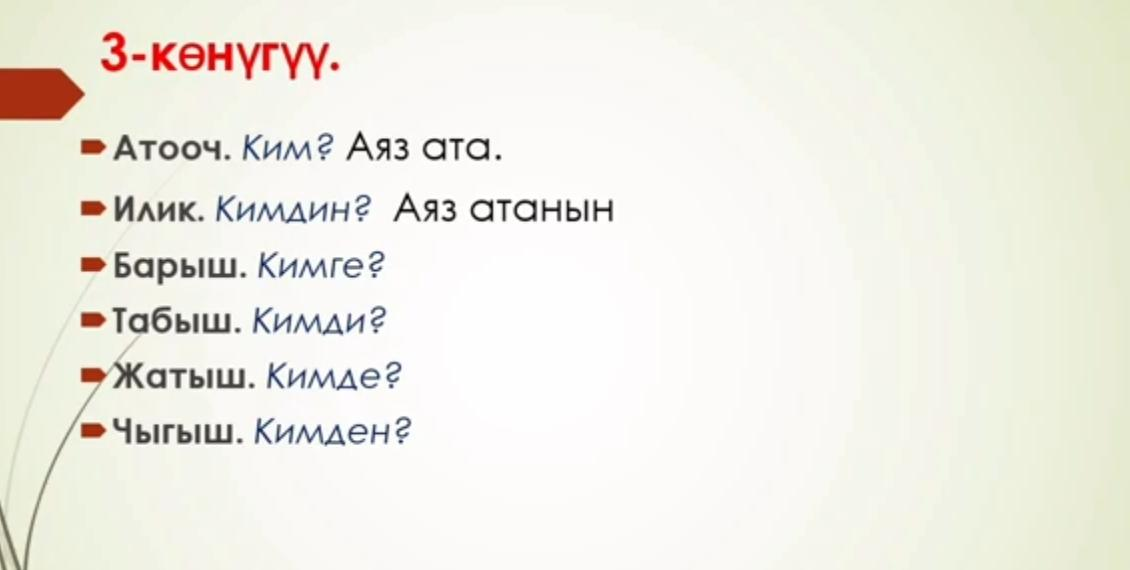 3-көнүгүү.
Атооч. Ким? Аяз ата.
Илик. Кимдин? Аяз атанын
Барыш. Кимге?
Табыш. Кимди?
Жатыш. Кимде?
Чыгыш. Кимден?